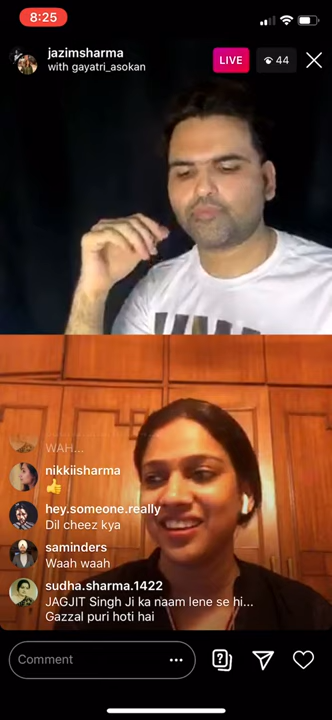 8:25
jazimsharma
with gayatri_asokan
LIVE
44
WAH...
nikkiisharma
hey.someone.really
Dil cheez kya
saminders
Waah waah
sudha.sharma.1422
JAGJIT Singh Ji ka naam lene se hi...
Gazzal puri hoti hai
Comment